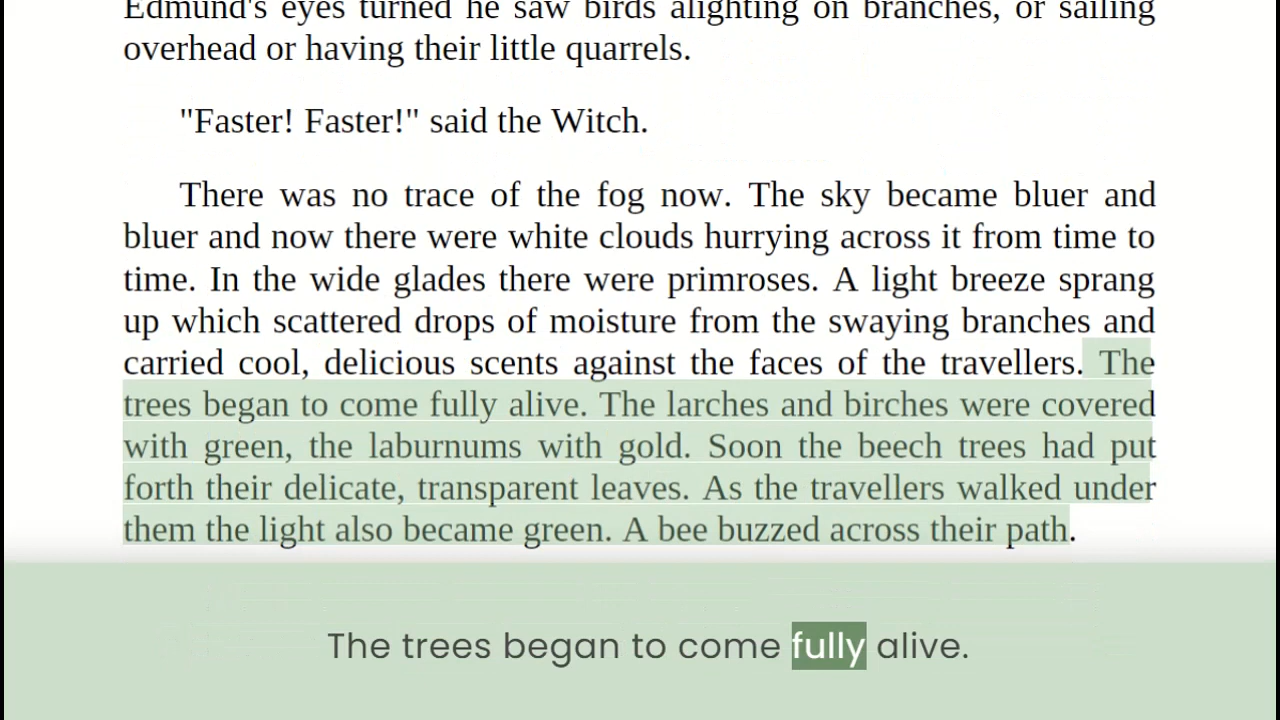 Edmund's eyes turned he saw birds alighting on branches, or sailing
overhead or having their little quarrels.
"Faster! Faster!" said the Witch.
There was no trace of the fog now. The sky became bluer and
bluer and now there were white clouds hurrying across it from time to
time. In the wide glades there were primroses. A light breeze sprang
up which scattered drops of moisture from the swaying branches and
carried cool, delicious scents against the faces of the travellers. The
trees began to come fully alive. The larches and birches were covered
with green, the laburnums with gold. Soon the beech trees had put
forth their delicate, transparent leaves. As the travellers walked under
them the light also became green. A bee buzzed across their path.
The trees began to come fully alive.